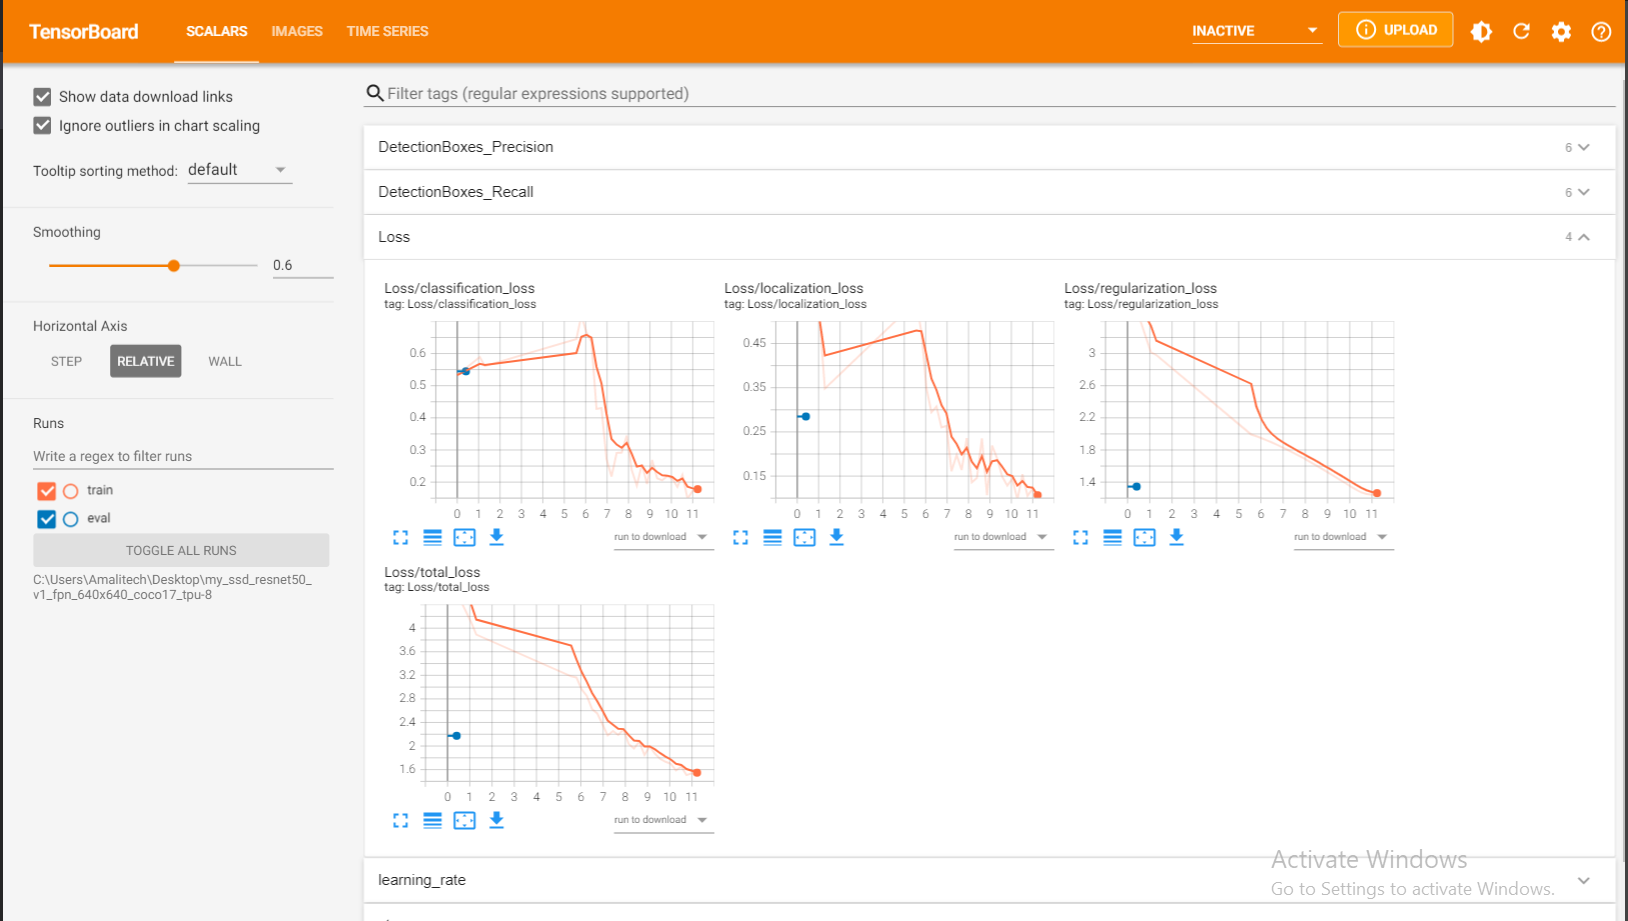 TensorBoard
SCALARS IMAGES TIME SERIES
INACTIVE
UPLOAD
Show data download links
Ignore outliers in chart scaling
Tooltip sorting method: default
Smoothing
0.6
Horizontal Axis
STEP RELATIVE WALL
Runs
Write a regex to filter runs
train
eval
TOGGLE ALL RUNS
C:\Users\Amalitech\Desktop\my_ssd_resnet50_
v1_fpn_640x640_coco17_tpu-8
Filter tags (regular expressions supported)
DetectionBoxes_Precision 6
DetectionBoxes_Recall 6
Loss 4
Loss/classification_loss
tag: Loss/classification_loss
0.6
0.5
0.4
0.3
0.2
0 1 2 3 4 5 6 7 8 9 10 11
run to download
Loss/localization_loss
tag: Loss/localization_loss
0.45
0.35
0.25
0.15
0 1 2 3 4 5 6 7 8 9 10 11
run to download
Loss/regularization_loss
tag: Loss/regularization_loss
3
2.6
2.2
1.8
1.4
0 1 2 3 4 5 6 7 8 9 10 11
run to download
Loss/total_loss
tag: Loss/total_loss
4
3.6
3.2
2.8
2.4
2
1.6
0 1 2 3 4 5 6 7 8 9 10 11
run to download
learning_rate
Activate Windows
Go to Settings to activate Windows.